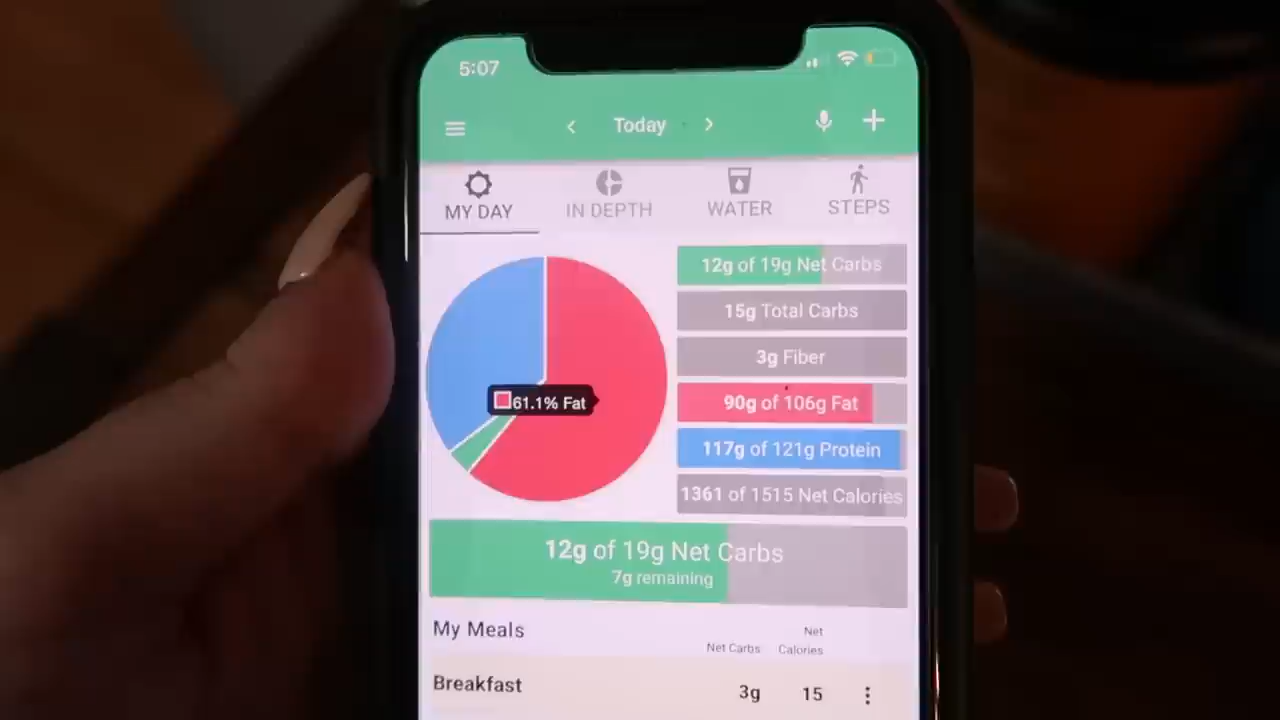 5:07
Today
MY DAY
IN DEPTH
WATER
STEPS
12g of 19g Net Carbs
15g Total Carbs
3g Fiber
90g of 106g Fat
61.1% Fat
117g of 121g Protein
1361 of 1515 Net Calories
12g of 19g Net Carbs
7g remaining
My Meals
Net Carbs
Net
Calories
Breakfast
3g
15